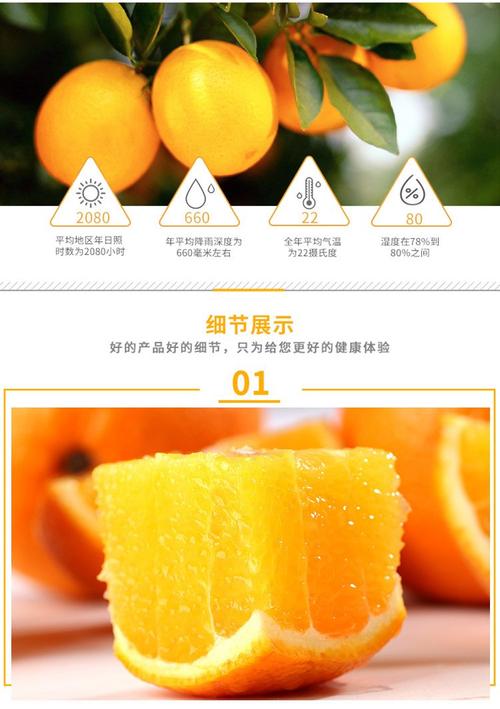 2080
660
22
80
平均地区年日照
时数为2080小时
年平均降雨深度为
660毫米左右
全年平均气温
为22摄氏度
湿度在78%到
80%之间
细节展示
好的产品好的细节，只为给您更好的健康体验
01